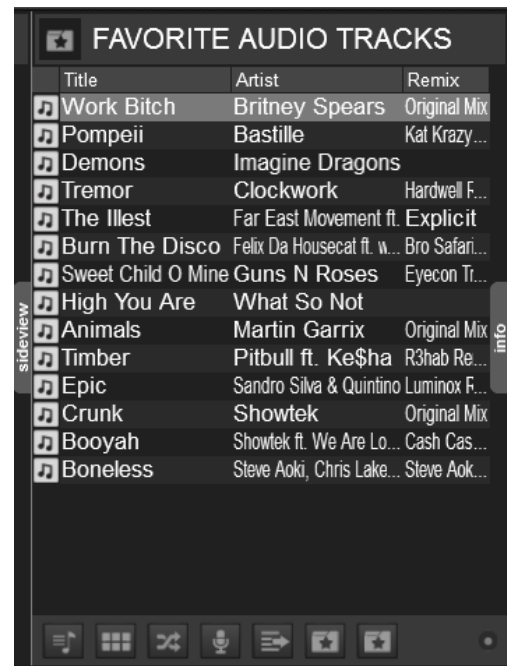 FAVORITE AUDIO TRACKS
Title Artist Remix
Work Bitch Britney Spears Original Mix
Pompeii Bastille Kat Krazy...
Demons Imagine Dragons
Tremor Clockwork Hardwell F...
The Illest Far East Movement ft. Explicit
Burn The Disco Felix Da Housecat ft. w... Bro Safari...
Sweet Child O Mine Guns N Roses Eyecon Tr...
High You Are What So Not
Animals Martin Garrix Original Mix
Timber Pitbull ft. Ke$ha R3hab Re...
Epic Sandro Silva & Quintino Luminox F...
Crunk Showtek Original Mix
Booyah Showtek ft. We Are Lo... Cash Cas...
Boneless Steve Aoki, Chris Lake... Steve Aok...
sideview
info